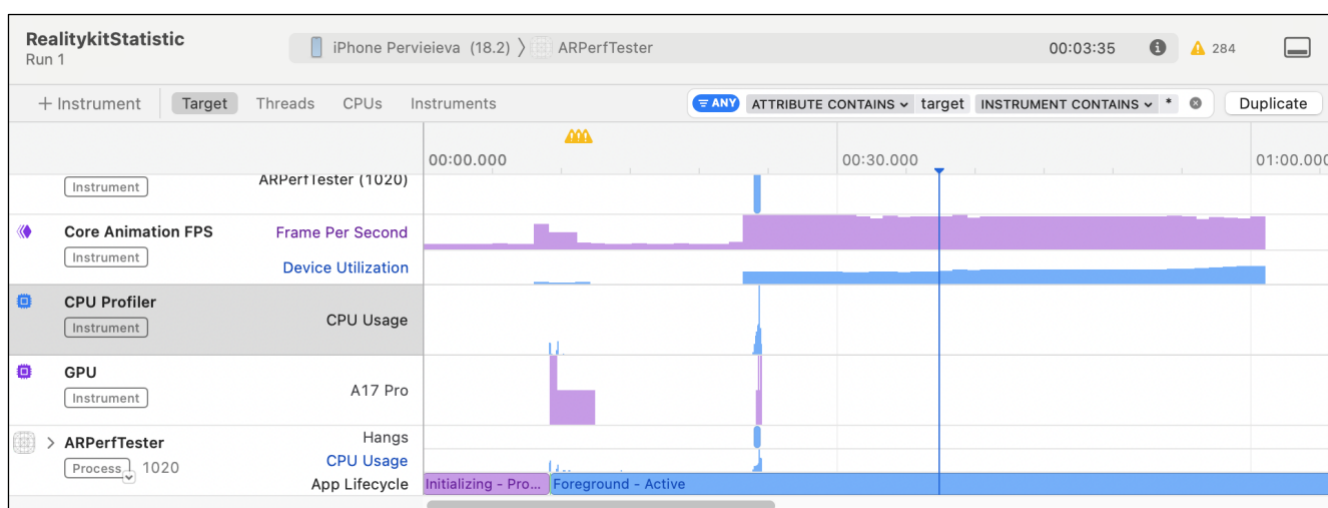 RealitykitStatistic
Run 1
iPhone Pervieieva (18.2) 〉 ARPerfTester
00:03:35
284
+ Instrument
Target
Threads
CPUs
Instruments
ANY ATTRIBUTE CONTAINS target INSTRUMENT CONTAINS *
Duplicate
00:00.000
00:30.000
01:00.000
Instrument
ARPerfTester (1020)
Core Animation FPS
Frame Per Second
Instrument
Device Utilization
CPU Profiler
Instrument
CPU Usage
GPU
Instrument
A17 Pro
ARPerfTester
Hangs
Process 1020
CPU Usage
App Lifecycle
Initializing - Pro...
Foreground - Active